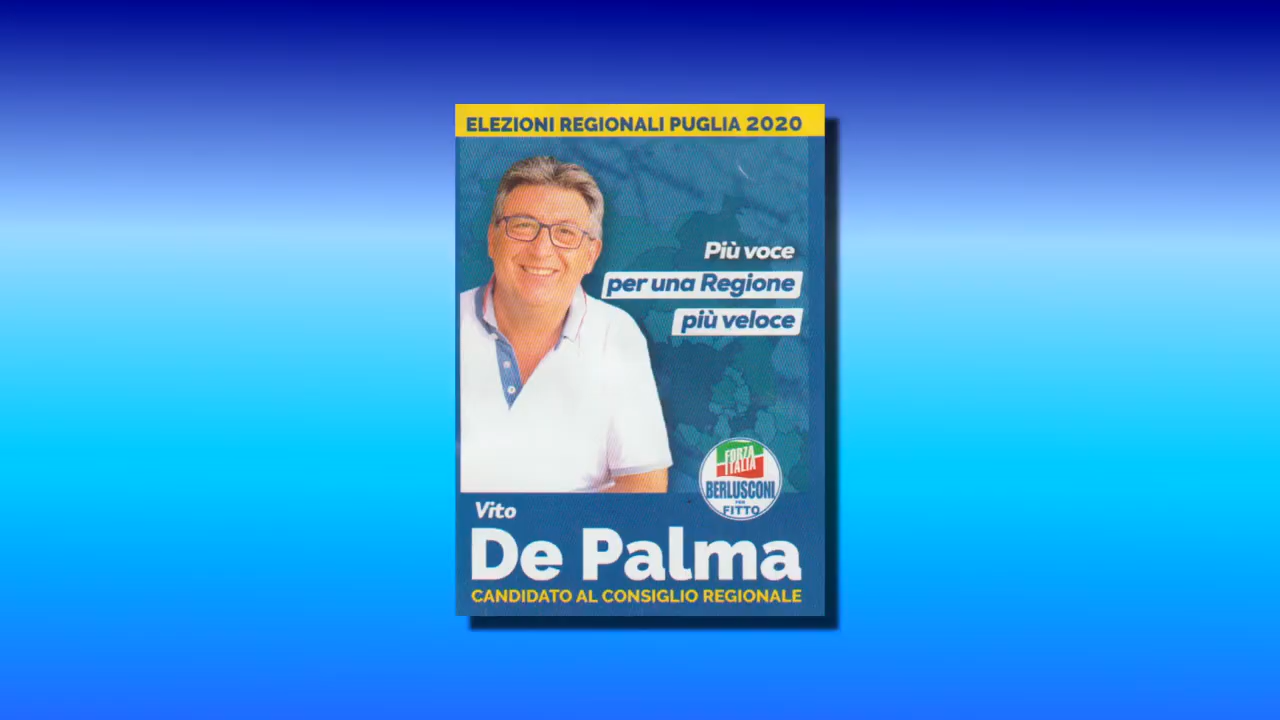 ELEZIONI REGIONALI PUGLIA 2020
Più voce
per una Regione
più veloce
FORZA
ITALIA
BERLUSCONI
PER
FITTO
Vito
De Palma
CANDIDATO AL CONSIGLIO REGIONALE